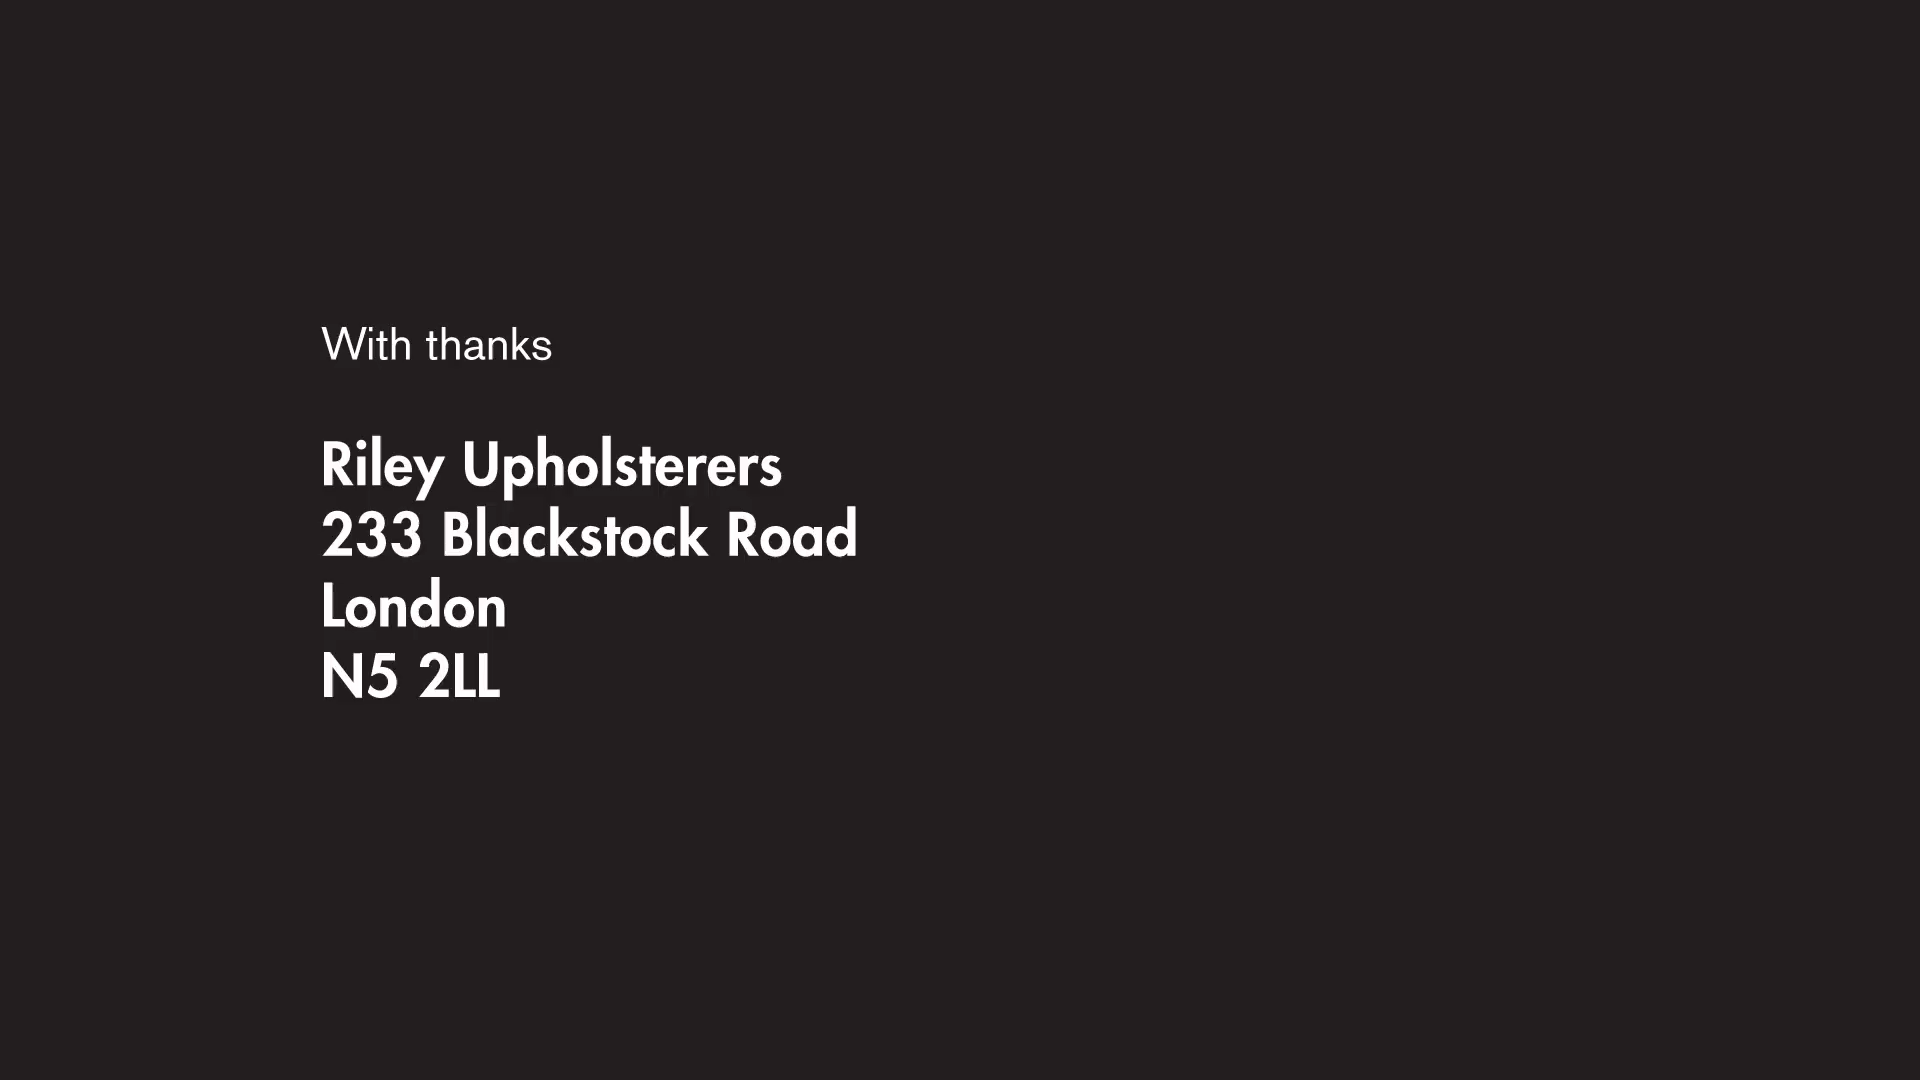 With thanks
Riley Upholsterers
233 Blackstock Road
London
N5 2LL